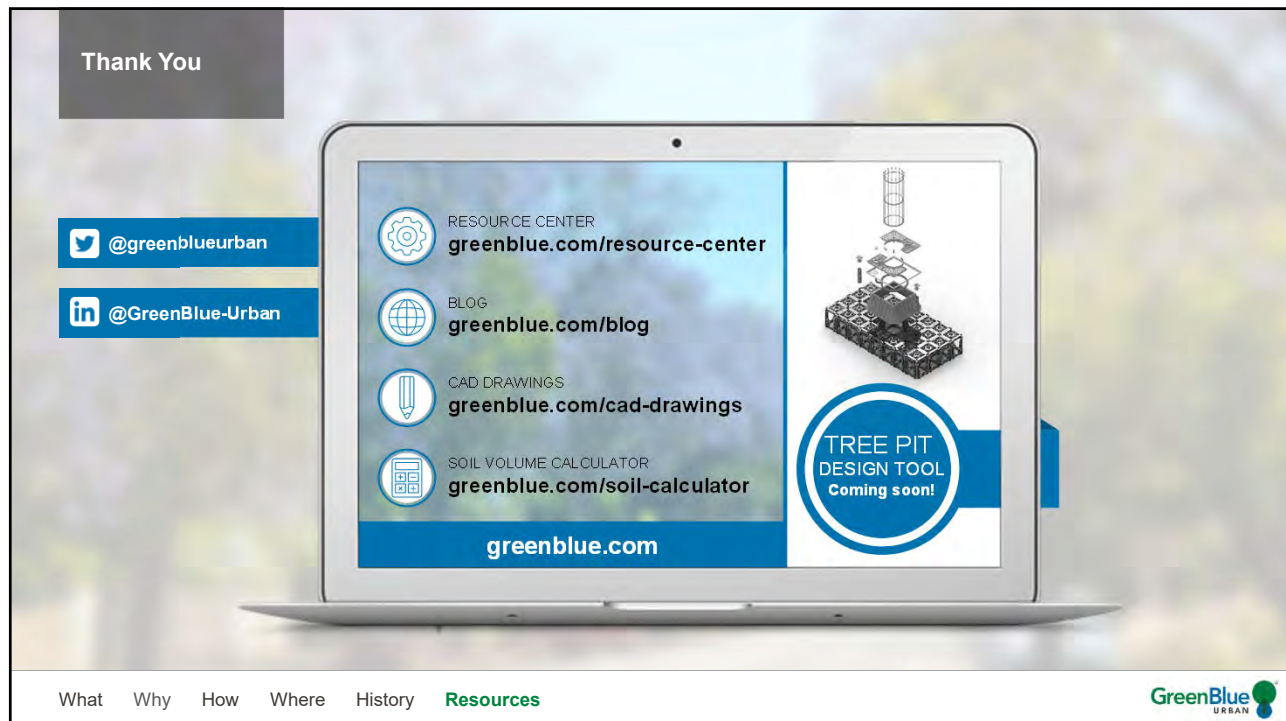 Thank You
@greenblueurban
@GreenBlue-Urban
RESOURCE CENTER
greenblue.com/resource-center
BLOG
greenblue.com/blog
CAD DRAWINGS
greenblue.com/cad-drawings
SOIL VOLUME CALCULATOR
greenblue.com/soil-calculator
greenblue.com
TREE PIT
DESIGN TOOL
Coming soon!
What Why How Where History Resources
GreenBlue
URBAN